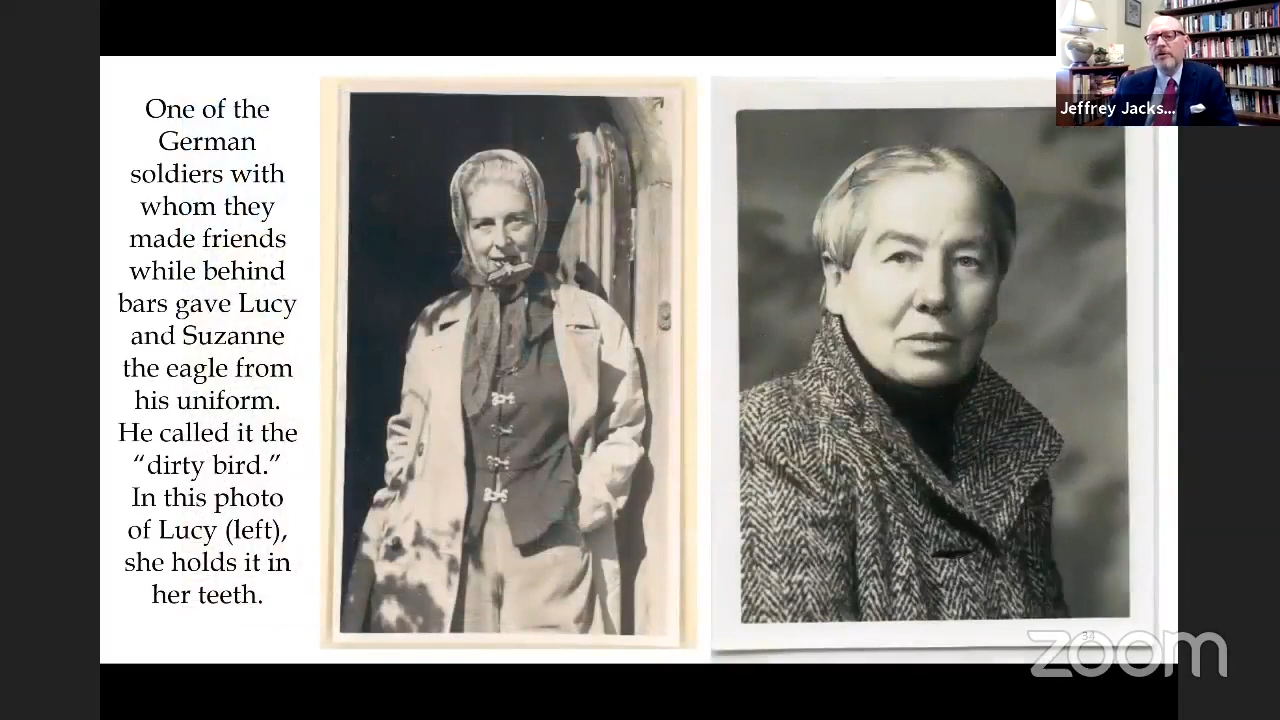 One of the
German
soldiers with
whom they
made friends
while behind
bars gave Lucy
and Suzanne
the eagle from
his uniform.
He called it the
“dirty bird.”
In this photo
of Lucy (left),
she holds it in
her teeth.
Jeffrey Jacks...
34
zoom